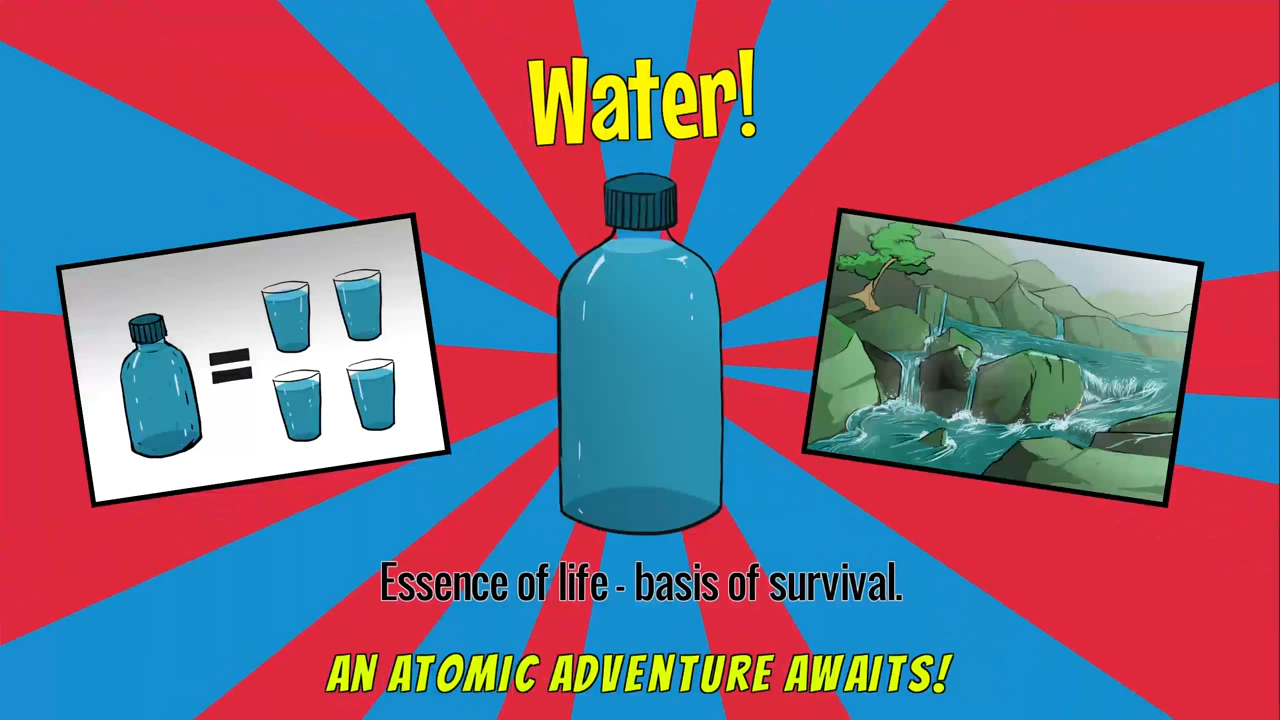 Water!
=
Essence of life - basis of survival.
AN ATOMIC ADVENTURE AWAITS!